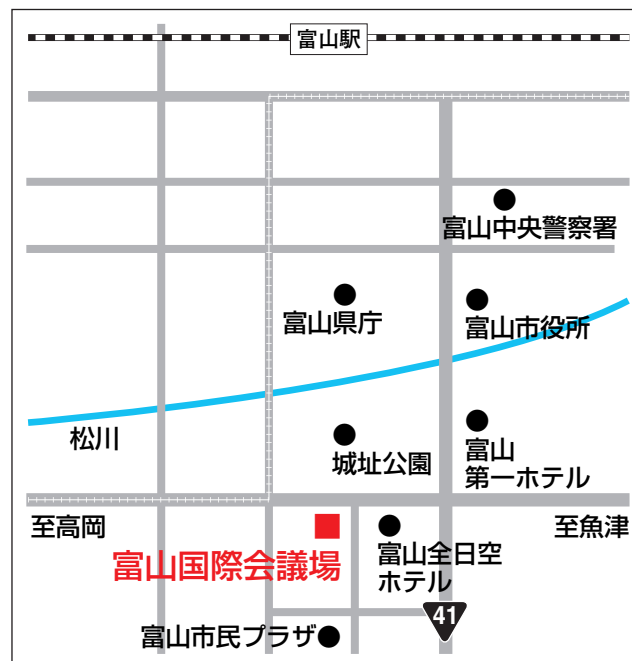 富山駅
富山中央警察署
富山県庁
富山市役所
松川
城址公園
富山
第一ホテル
至高岡
至魚津
富山国際会議場
富山全日空
ホテル
41
富山市民プラザ